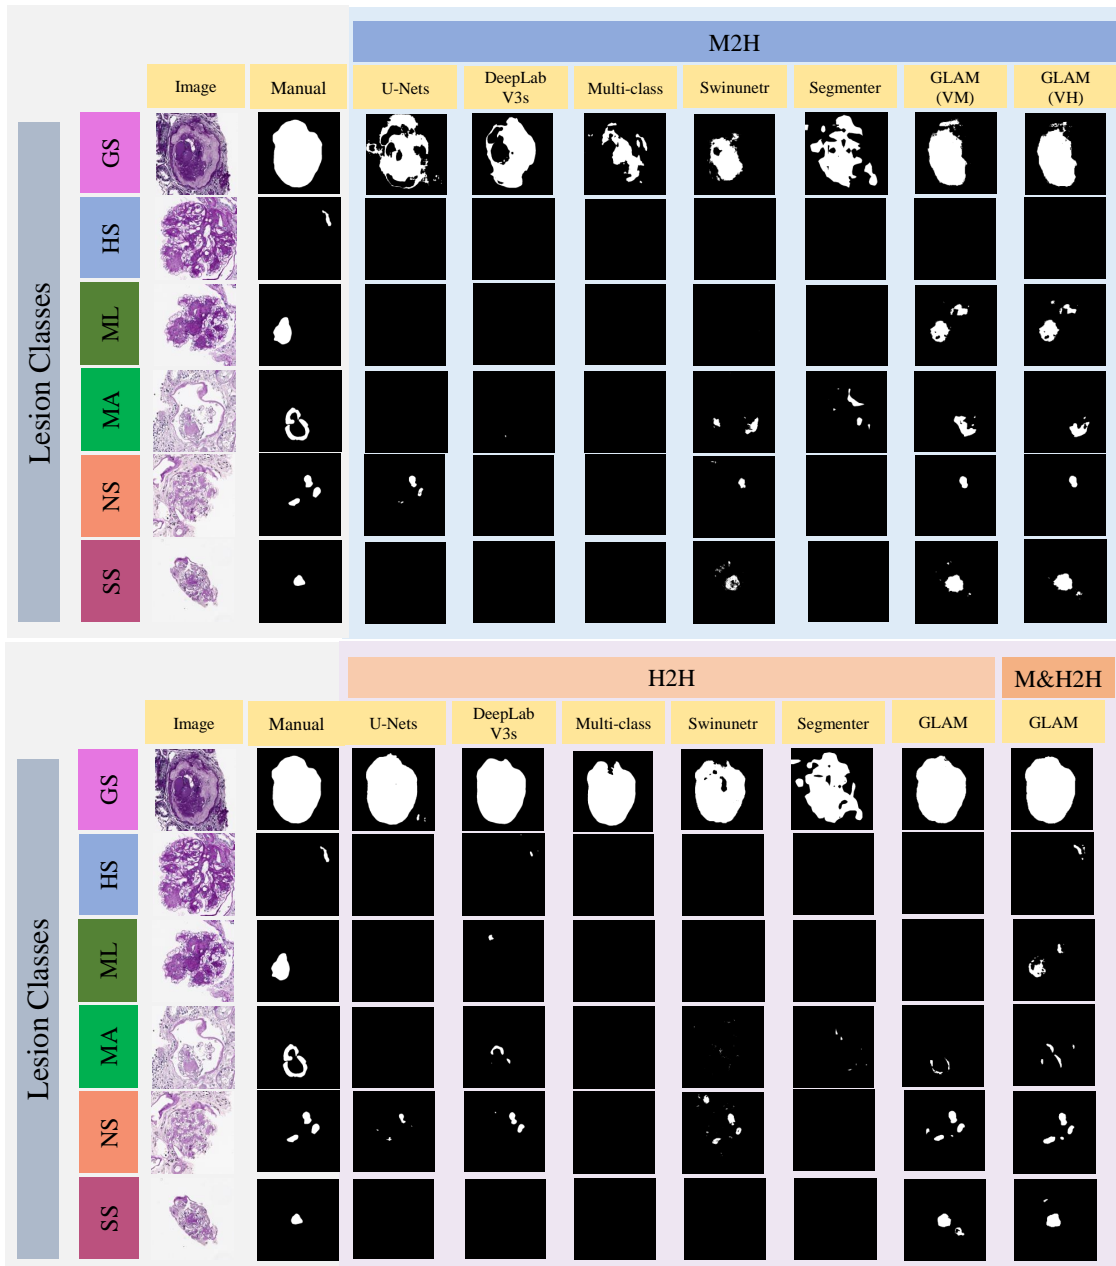 M2H
Image
Manual
U-Nets
DeepLab
V3s
Multi-class
Swinunetr
Segmenter
GLAM
(VM)
GLAM
(VH)
Lesion Classes
GS
HS
ML
MA
NS
SS
H2H
M&H2H
Image
Manual
U-Nets
DeepLab
V3s
Multi-class
Swinunetr
Segmenter
GLAM
GLAM
Lesion Classes
GS
HS
ML
MA
NS
SS